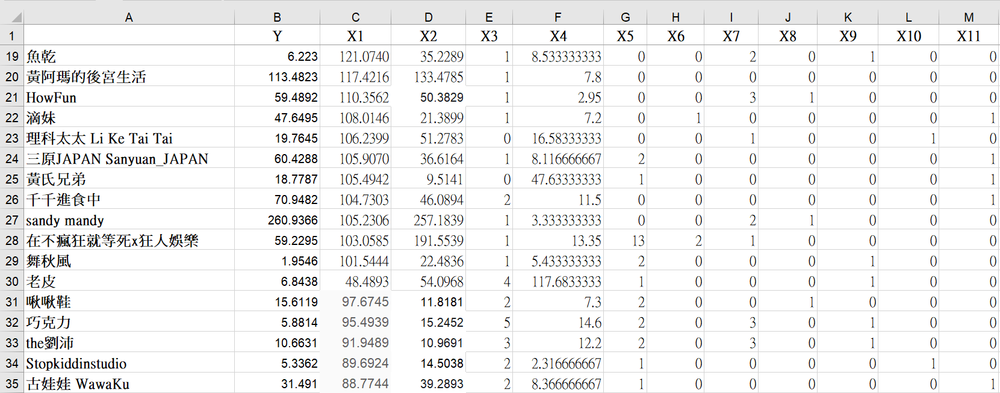 A B C D E F G H I J K L M
1 Y X1 X2 X3 X4 X5 X6 X7 X8 X9 X10 X11
19 魚乾 6.223 121.0740 35.2289 1 8.533333333 0 0 2 0 1 0 0
20 黃阿瑪的後宮生活 113.4823 117.4216 133.4785 1 7.8 0 0 0 0 0 0 0
21 HowFun 59.4892 110.3562 50.3829 1 2.95 0 0 3 1 0 0 0
22 滴妹 47.6495 108.0146 21.3899 1 7.2 0 1 0 0 0 0 1
23 理科太太 Li Ke Tai Tai 19.7645 106.2399 51.2783 0 16.58333333 0 0 1 0 0 1 0
24 三原JAPAN Sanyuan_JAPAN 60.4288 105.9070 36.6164 1 8.116666667 2 0 0 0 0 0 1
25 黃氏兄弟 18.7787 105.4942 9.5141 0 47.63333333 1 0 0 0 0 0 1
26 千千進食中 70.9482 104.7303 46.0894 2 11.5 0 0 0 0 0 0 1
27 sandy mandy 260.9366 105.2306 257.1839 1 3.333333333 0 0 2 1 0 0 0
28 在不瘋狂就等死x狂人娛樂 59.2295 103.0585 191.5539 1 13.35 13 2 1 0 0 0 0
29 舞秋風 1.9546 101.5444 22.4836 1 5.433333333 2 0 0 0 1 0 0
30 老皮 6.8438 48.4893 54.0968 4 117.6833333 1 0 0 0 1 0 0
31 啾啾鞋 15.6119 97.6745 11.8181 2 7.3 2 0 0 1 0 0 0
32 巧克力 5.8814 95.4939 15.2452 5 14.6 2 0 3 0 1 0 0
33 the劉沛 10.6631 91.9489 10.9691 3 12.2 2 0 3 0 1 0 0
34 Stopkiddinstudio 5.3362 89.6924 14.5038 2 2.316666667 1 0 0 0 0 1 0
35 古娃娃 WawaKu 31.491 88.7744 39.2893 2 8.366666667 1 0 0 0 0 0 1